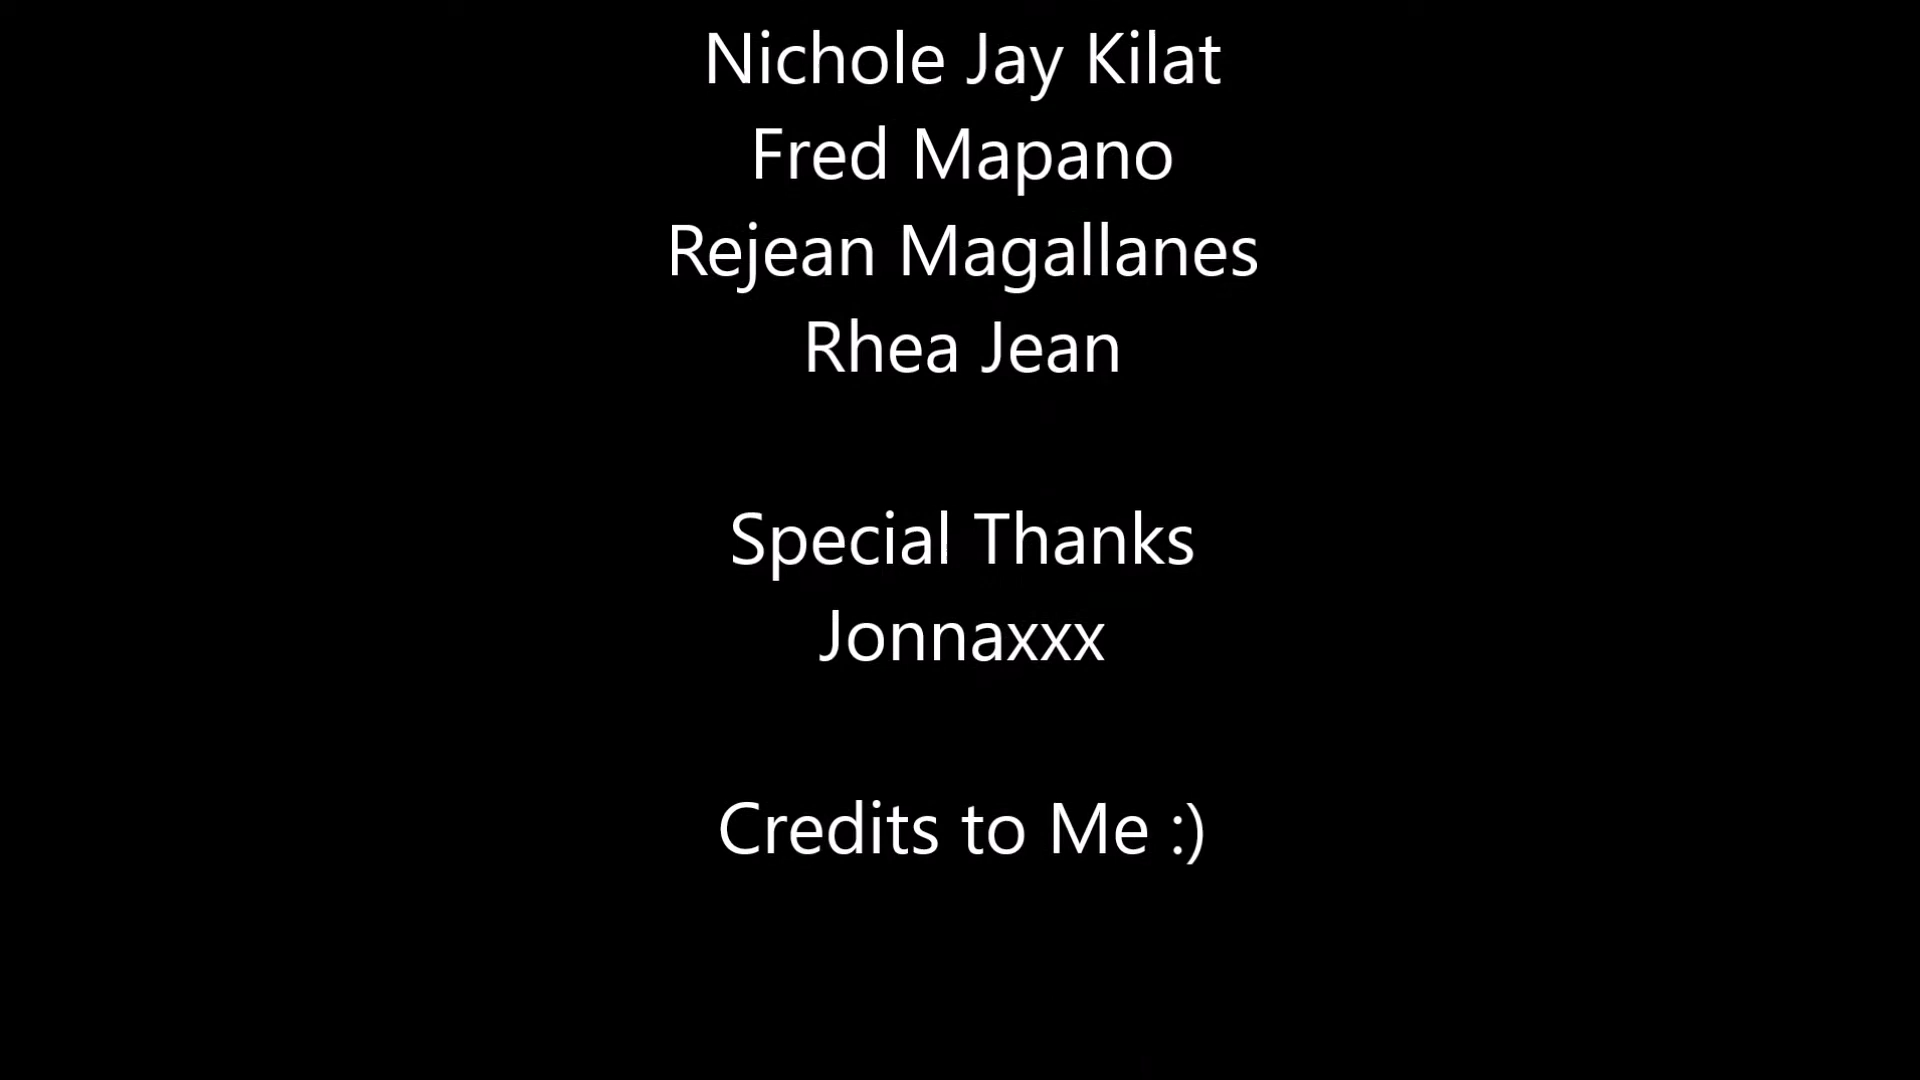 Nichole Jay Kilat
Fred Mapano
Rejean Magallanes
Rhea Jean
Special Thanks
Jonnaxxx
Credits to Me :)